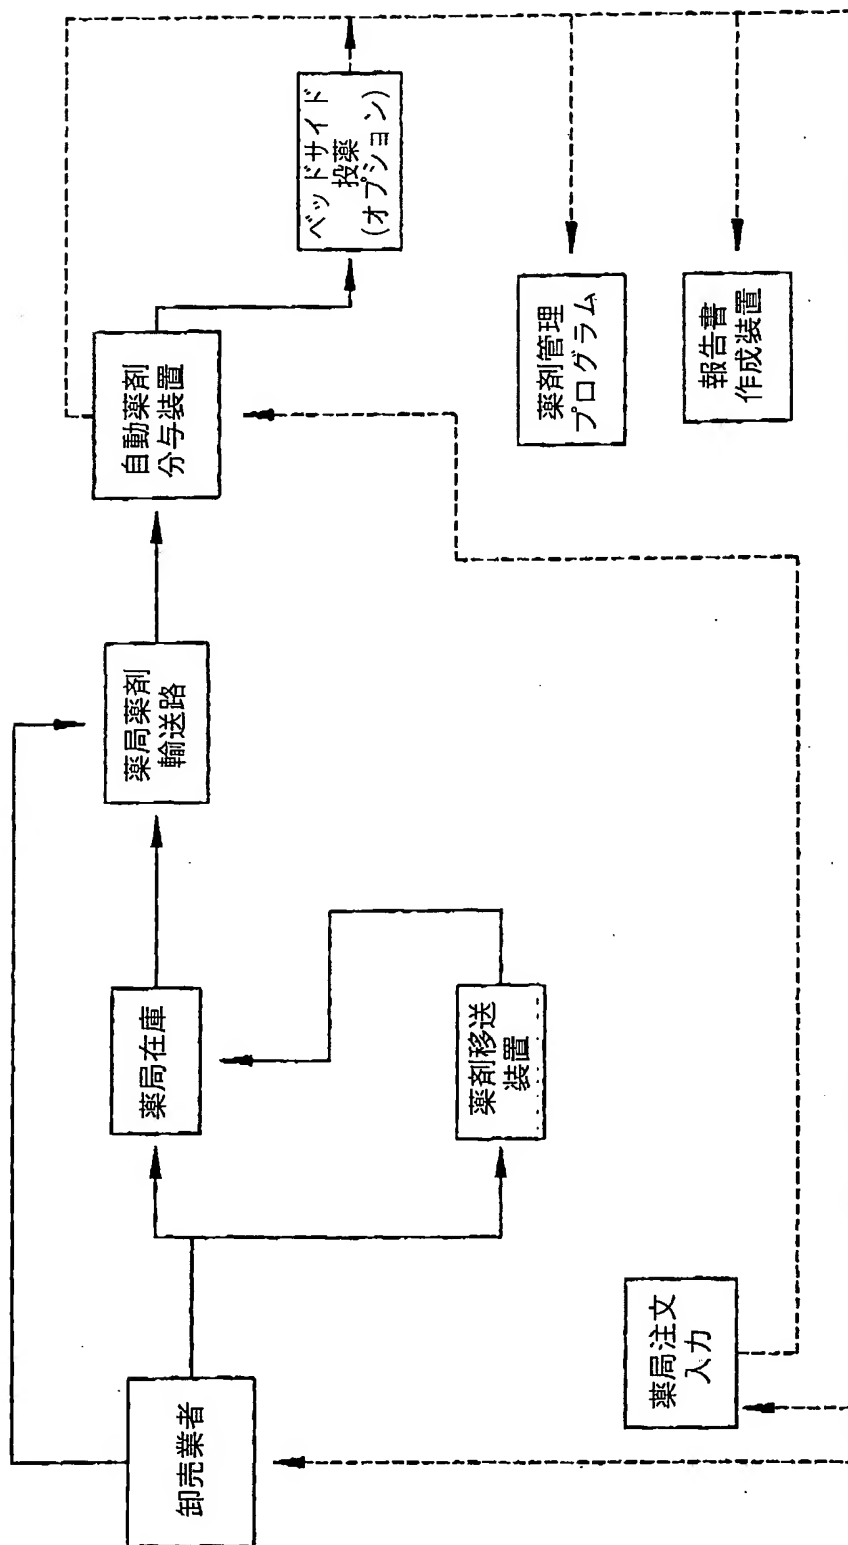 卸売業者
薬局在庫
薬局薬剤
輸送路
自動薬剤
分与装置
ベッドサイド
投薬
(オプション)
薬剤移送
装置
薬剤管理
プログラム
報告書
作成装置
薬局注文
入力